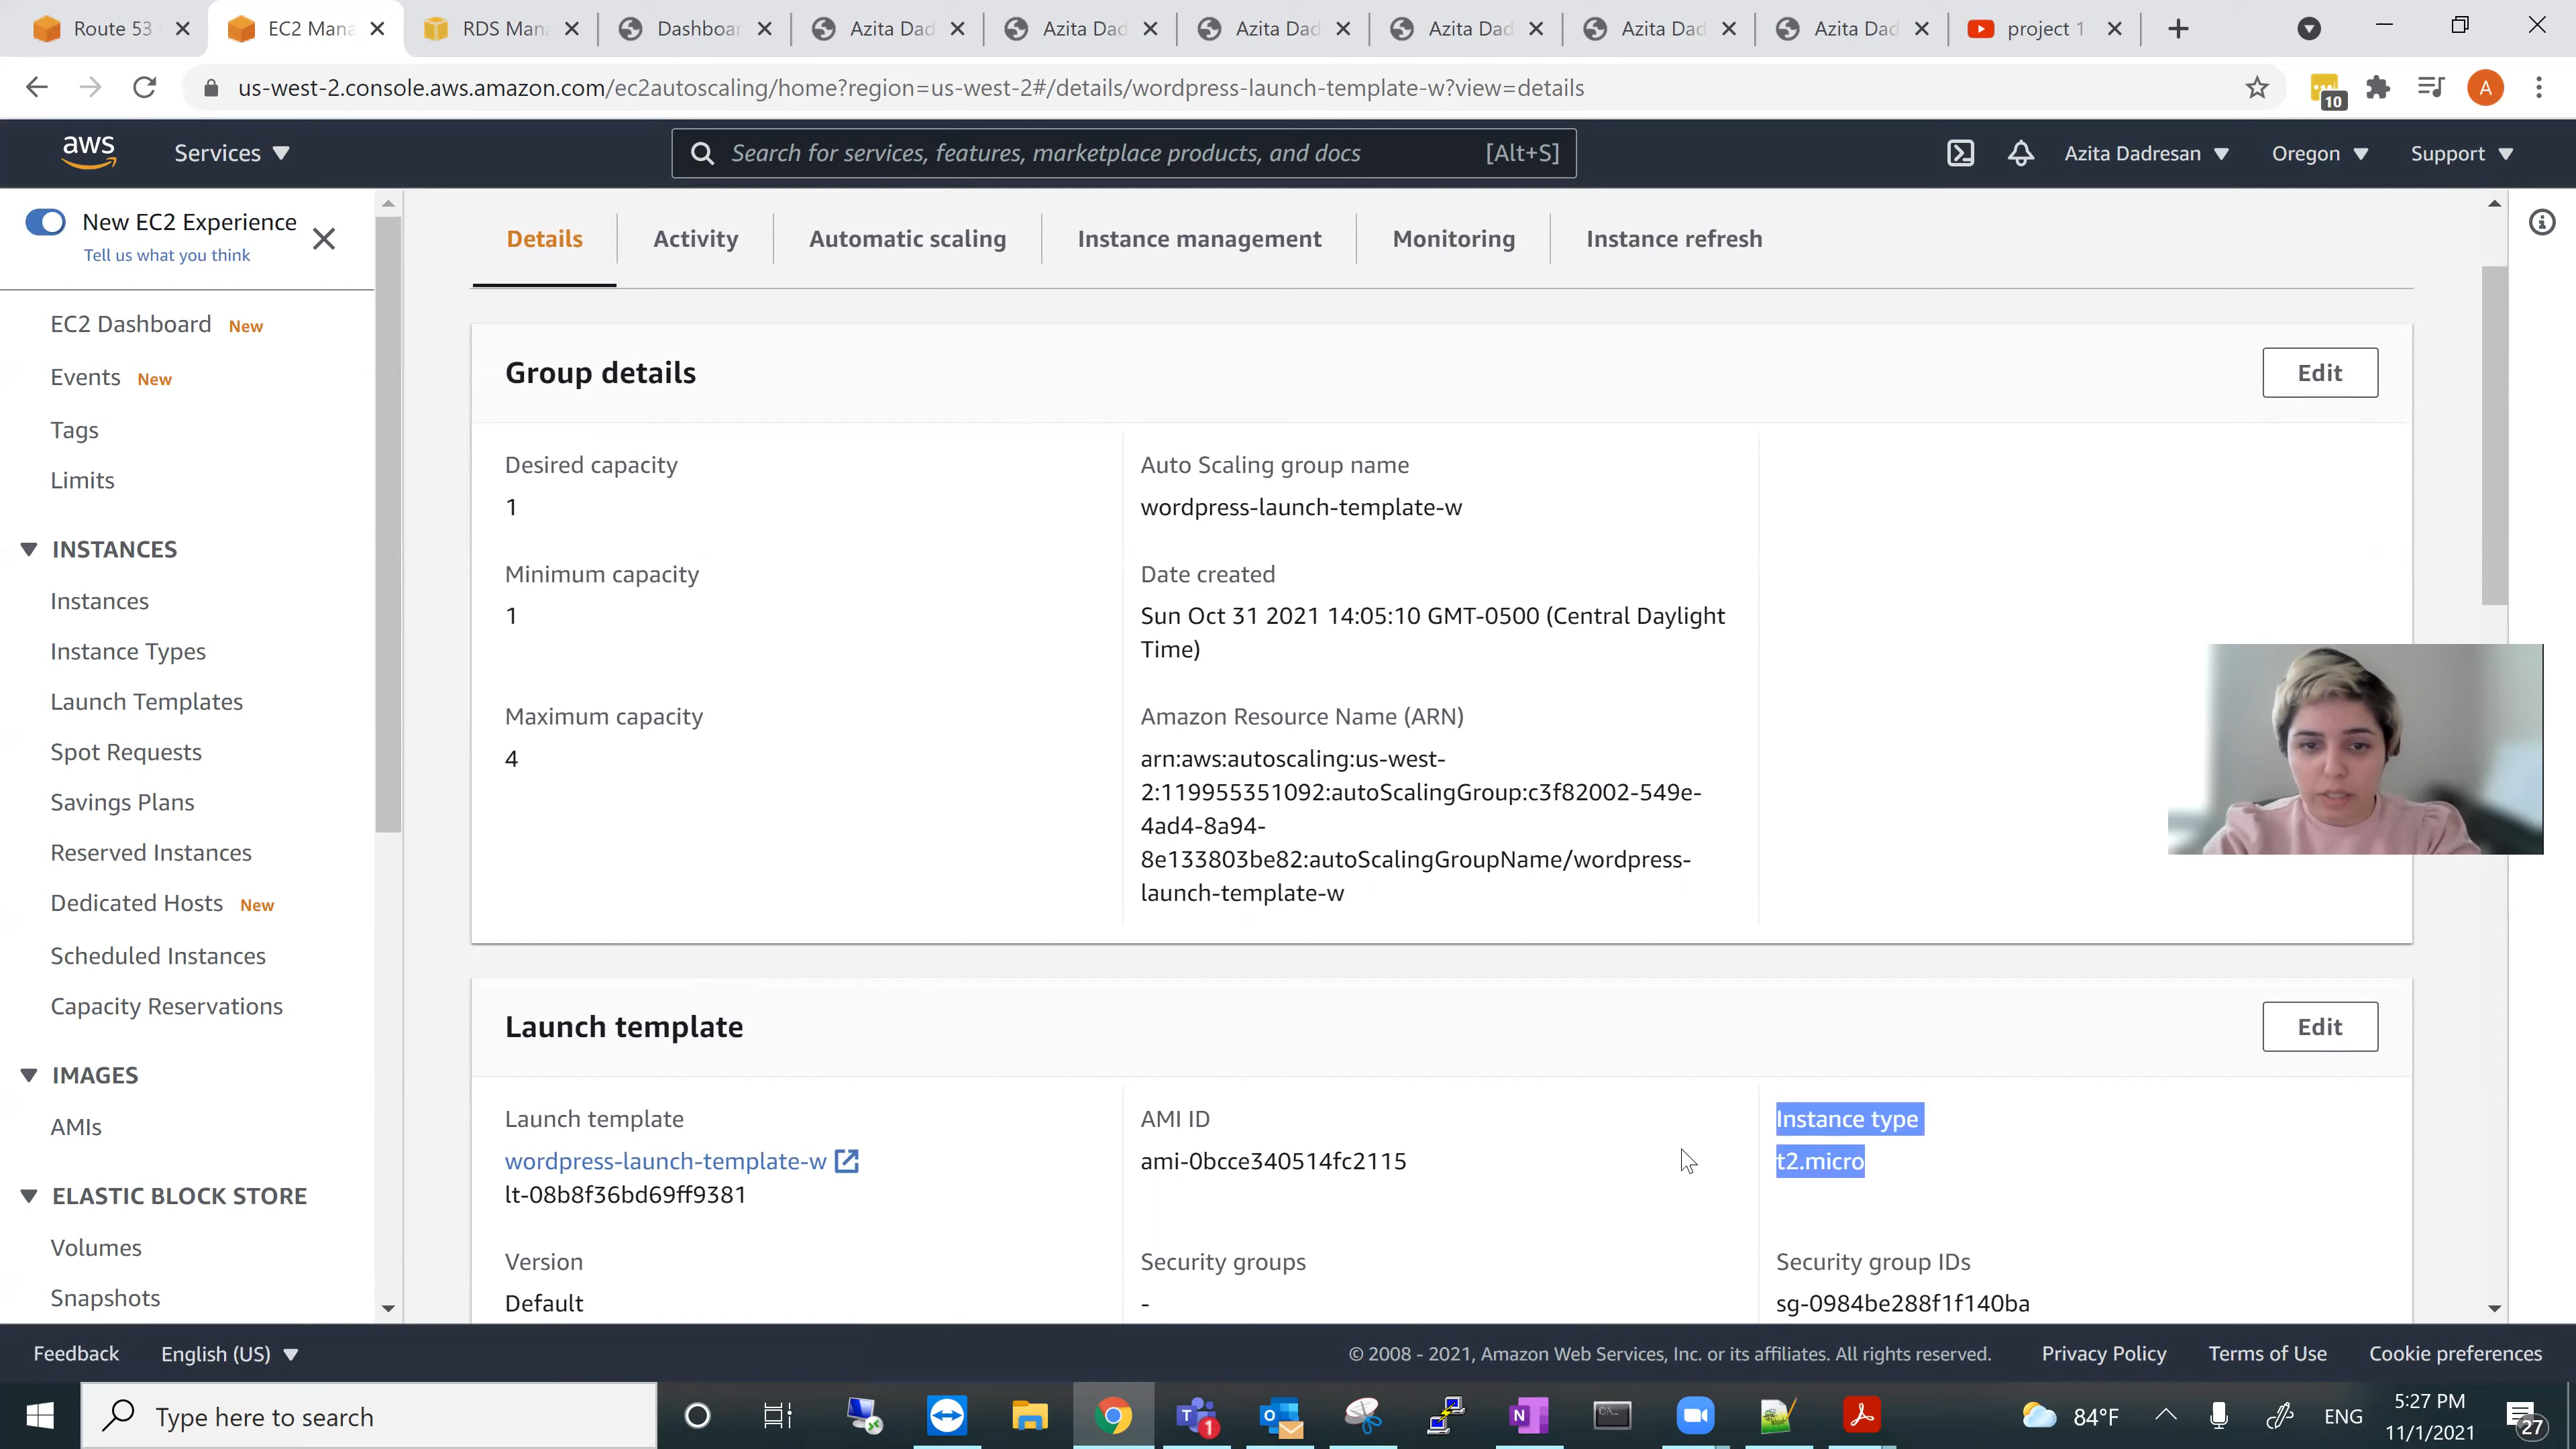 Route 53
EC2 Mana
RDS Mana
Dashboar
Azita Dad
Azita Dad
Azita Dad
Azita Dad
Azita Dad
Azita Dad
project 1
us-west-2.console.aws.amazon.com/ec2autoscaling/home?region=us-west-2#/details/wordpress-launch-template-w?view=details
10
A
aws
Services
Search for services, features, marketplace products, and docs
[Alt+S]
Azita Dadresan
Oregon
Support
New EC2 Experience
Tell us what you think
EC2 Dashboard New
Events New
Tags
Limits
INSTANCES
Instances
Instance Types
Launch Templates
Spot Requests
Savings Plans
Reserved Instances
Dedicated Hosts New
Scheduled Instances
Capacity Reservations
IMAGES
AMIs
ELASTIC BLOCK STORE
Volumes
Snapshots
Details
Activity
Automatic scaling
Instance management
Monitoring
Instance refresh
Group details
Edit
Desired capacity
1
Minimum capacity
1
Maximum capacity
4
Auto Scaling group name
wordpress-launch-template-w
Date created
Sun Oct 31 2021 14:05:10 GMT-0500 (Central Daylight
Time)
Amazon Resource Name (ARN)
arn:aws:autoscaling:us-west-
2:119955351092:autoScalingGroup:c3f82002-549e-
4ad4-8a94-
8e133803be82:autoScalingGroupName/wordpress-
launch-template-w
Launch template
Edit
Launch template
wordpress-launch-template-w
lt-08b8f36bd69ff9381
AMI ID
ami-0bcce340514fc2115
Instance type
t2.micro
Version
Default
Security groups
-
Security group IDs
sg-0984be288f1f140ba
Feedback
English (US)
© 2008 - 2021, Amazon Web Services, Inc. or its affiliates. All rights reserved.
Privacy Policy
Terms of Use
Cookie preferences
Type here to search
1
84°F
ENG
5:27 PM
11/1/2021
27